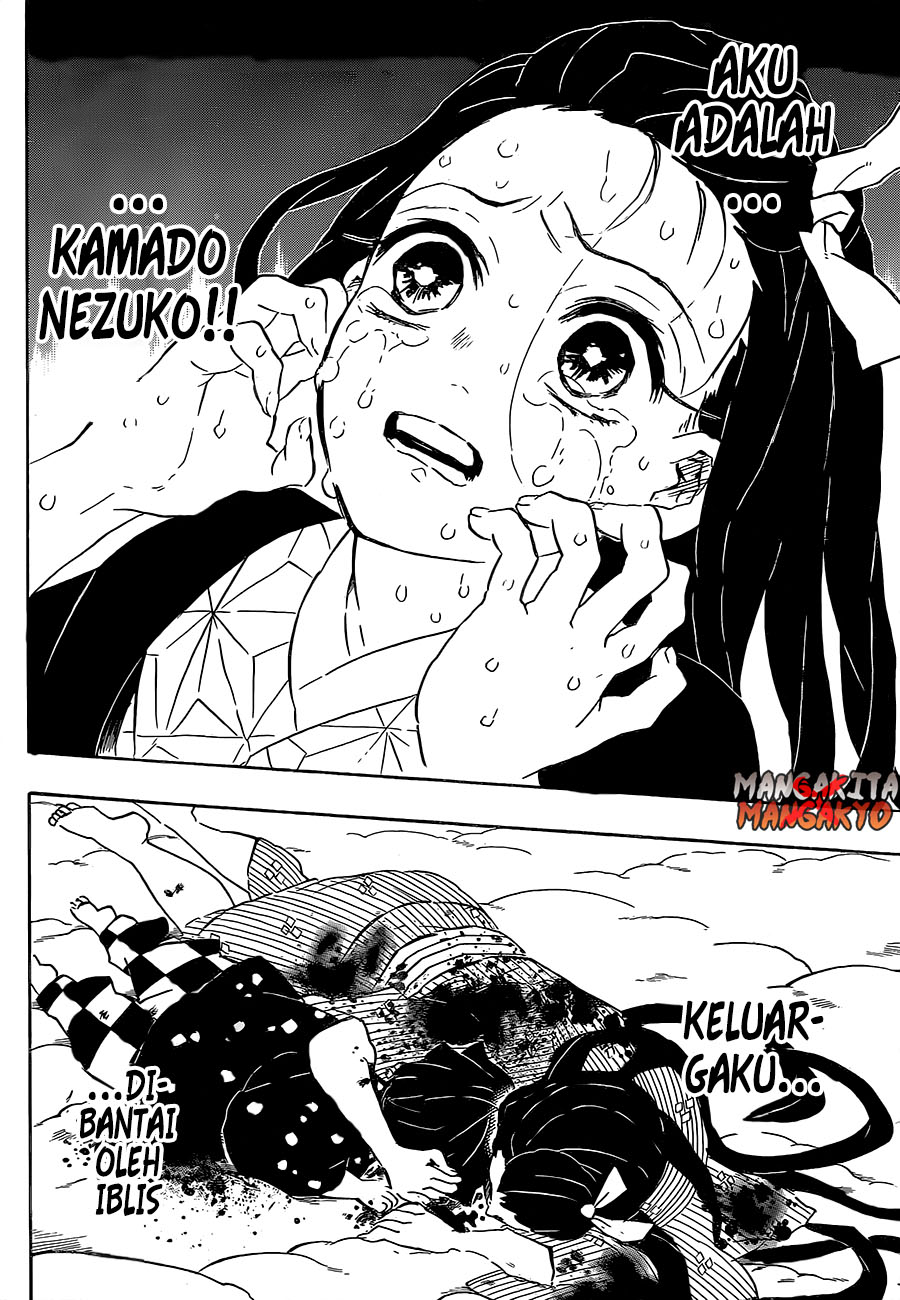 AKU
ADALAH
...
...
KAMADO
NEZUKO!!
MANGAKITA
MANGAKYO
KELUAR-
GAKU...
...DI-
BANTAI
OLEH
IBLIS